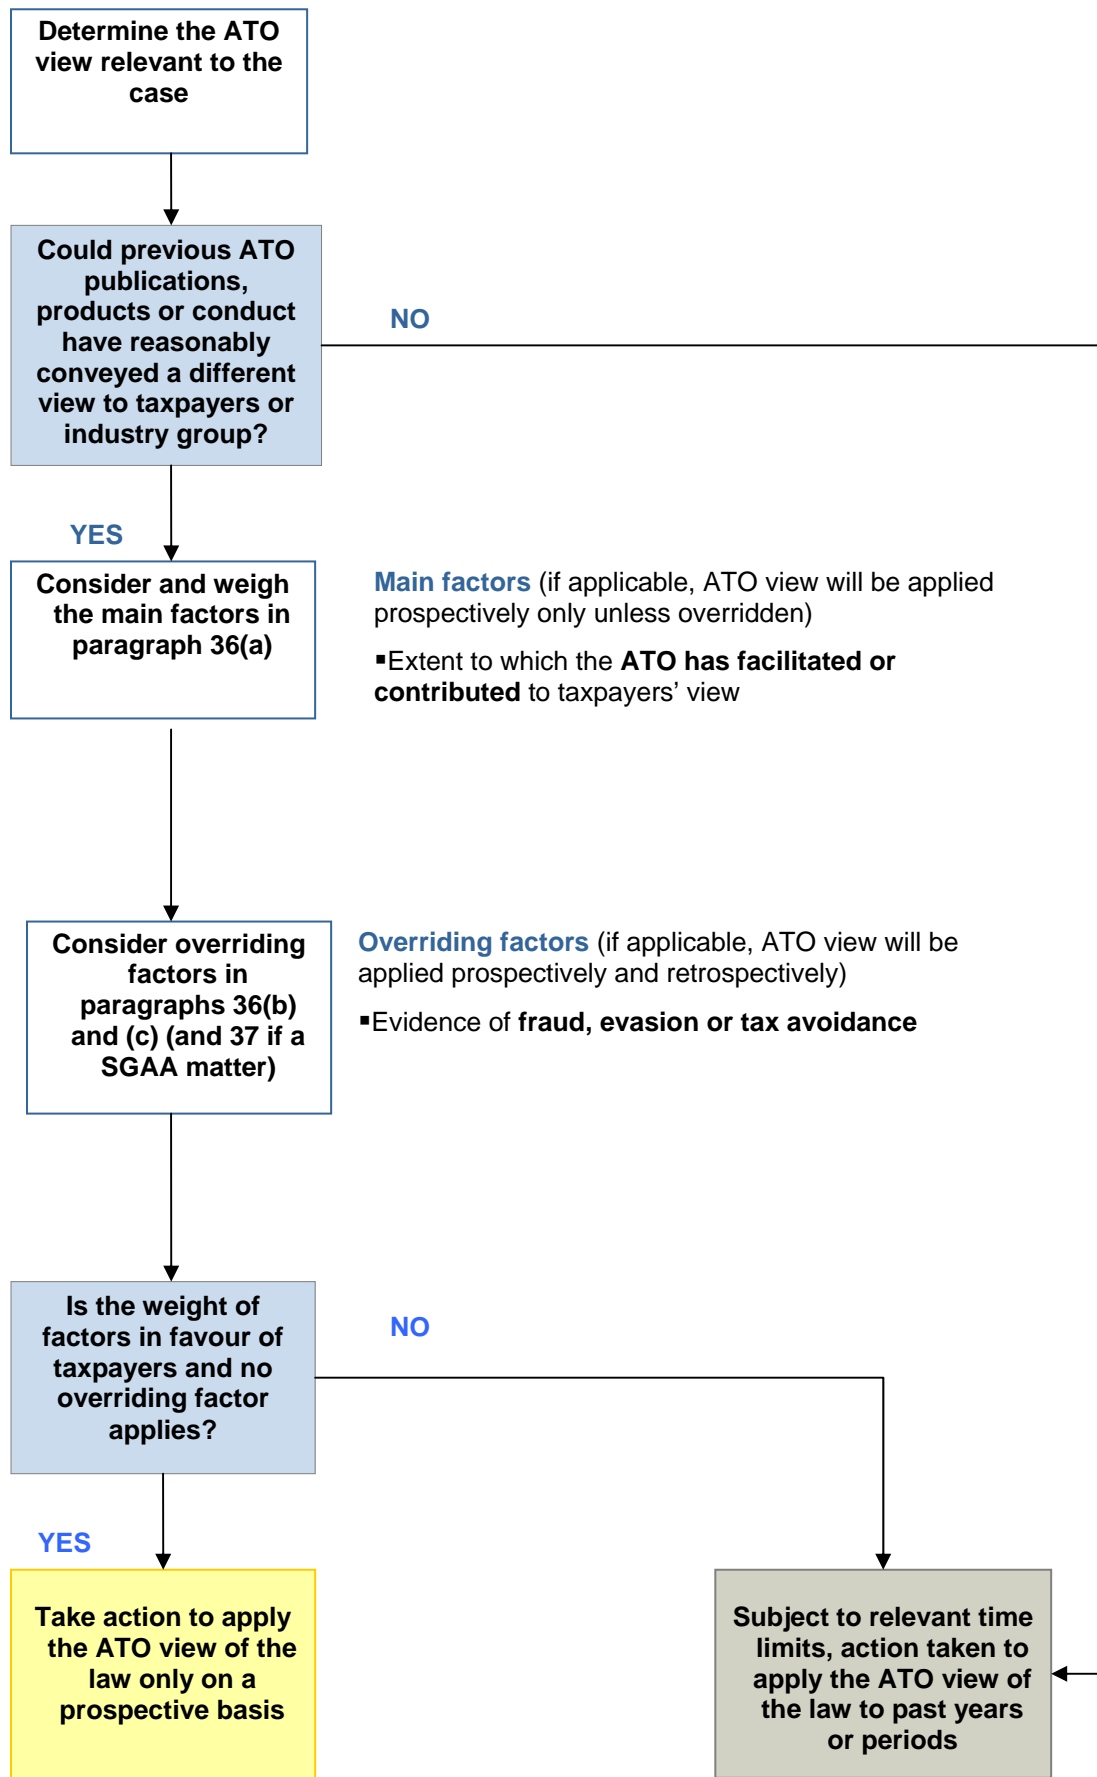 Determine the ATO
view relevant to the
case
Could previous ATO
publications,
products or conduct
have reasonably
conveyed a different
view to taxpayers or
industry group?
NO
YES
Consider and weigh
the main factors in
paragraph 36(a)
Main factors (if applicable, ATO view will be applied
prospectively only unless overridden)
▪Extent to which the ATO has facilitated or
contributed to taxpayers’ view
Consider overriding
factors in
paragraphs 36(b)
and (c) (and 37 if a
SGAA matter)
Overriding factors (if applicable, ATO view will be
applied prospectively and retrospectively)
▪Evidence of fraud, evasion or tax avoidance
Is the weight of
factors in favour of
taxpayers and no
overriding factor
applies?
NO
YES
Take action to apply
the ATO view of the
law only on a
prospective basis
Subject to relevant time
limits, action taken to
apply the ATO view of
the law to past years
or periods